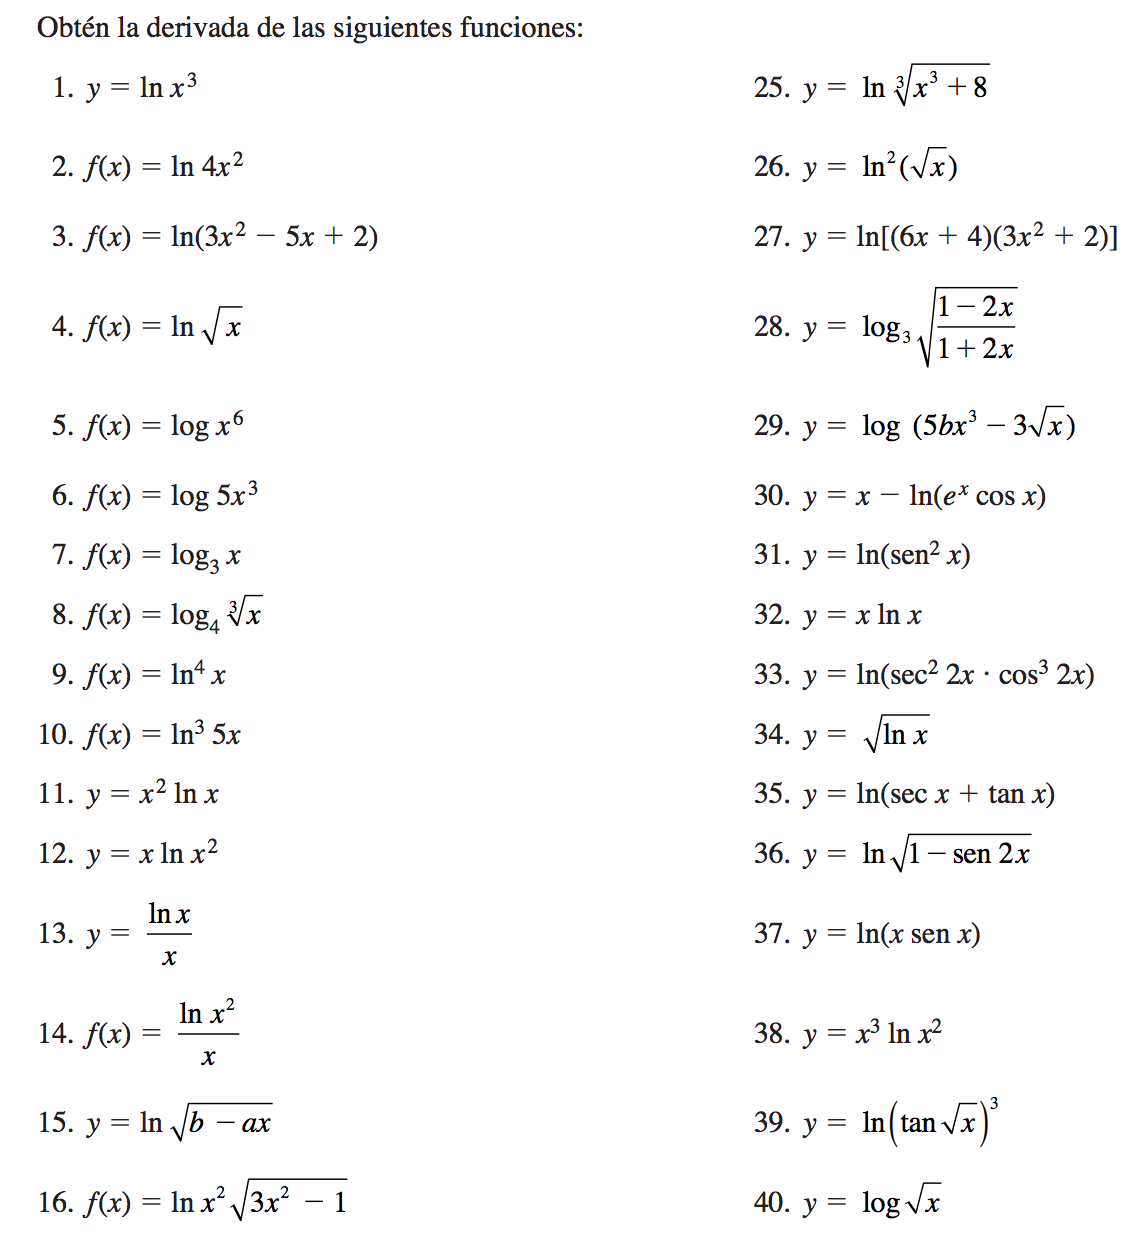 Obtén la derivada de las siguientes funciones:
1. y = ln x³
2. f(x) = ln 4x²
3. f(x) = ln(3x² − 5x + 2)
4. f(x) = ln √x
5. f(x) = log x⁶
6. f(x) = log 5x³
7. f(x) = log₃ x
8. f(x) = log₄ ∛x
9. f(x) = ln⁴ x
10. f(x) = ln³ 5x
11. y = x² ln x
12. y = x ln x²
13. y = (ln x)/x
14. f(x) = (ln x²)/x
15. y = ln √(b − ax)
16. f(x) = ln x² √(3x² − 1)
25. y = ln ∛(x³ + 8)
26. y = ln²(√x)
27. y = ln[(6x + 4)(3x² + 2)]
28. y = log₃ √((1 − 2x)/(1 + 2x))
29. y = log (5bx³ − 3√x)
30. y = x − ln(eˣ cos x)
31. y = ln(sen² x)
32. y = x ln x
33. y = ln(sec² 2x · cos³ 2x)
34. y = √(ln x)
35. y = ln(sec x + tan x)
36. y = ln √(1 − sen 2x)
37. y = ln(x sen x)
38. y = x³ ln x²
39. y = ln(tan √x)³
40. y = log √x